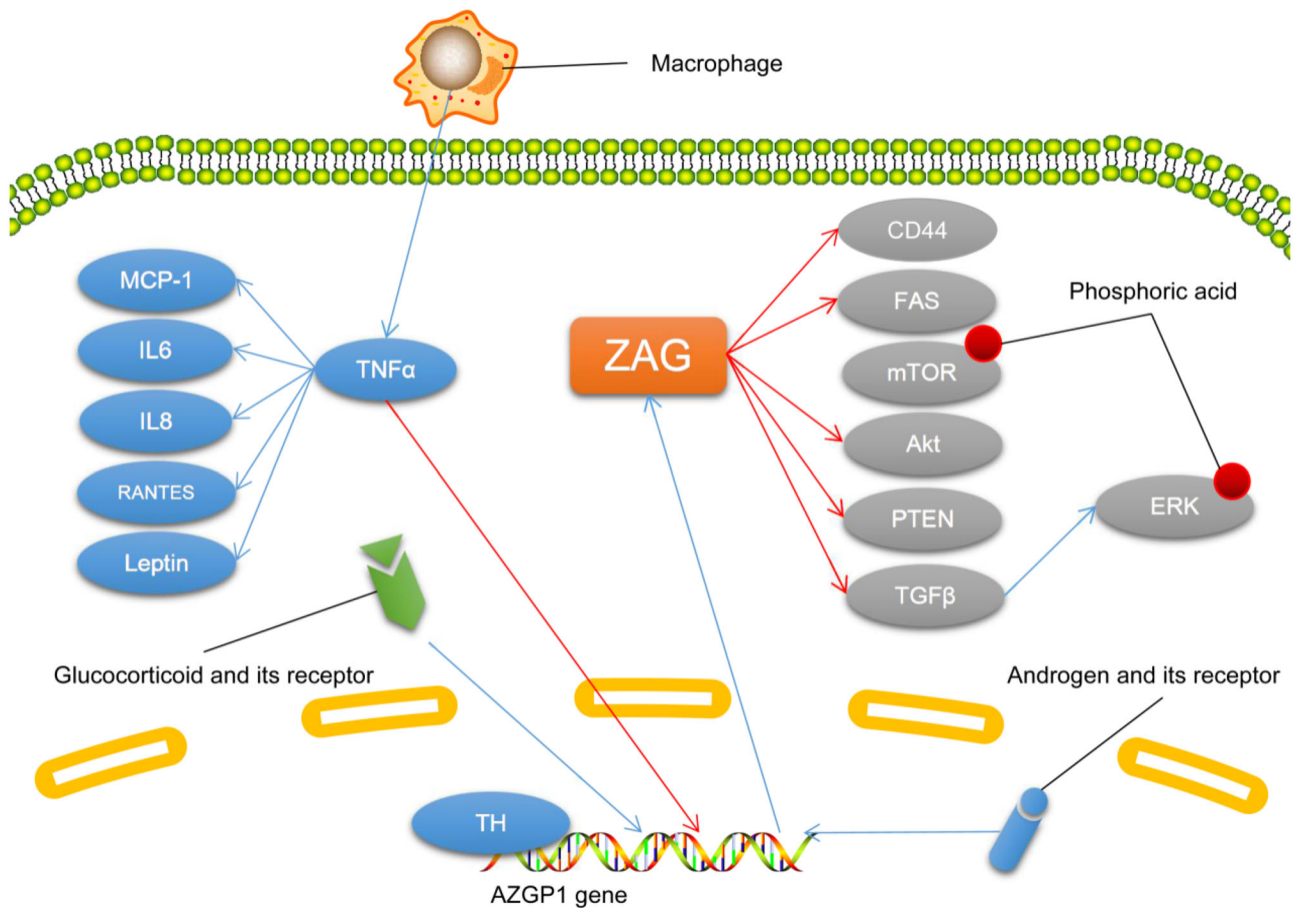 Macrophage
MCP-1
IL6
IL8
RANTES
Leptin
TNFα
ZAG
CD44
FAS
mTOR
Akt
PTEN
TGFβ
Phosphoric acid
ERK
Glucocorticoid and its receptor
Androgen and its receptor
TH
AZGP1 gene